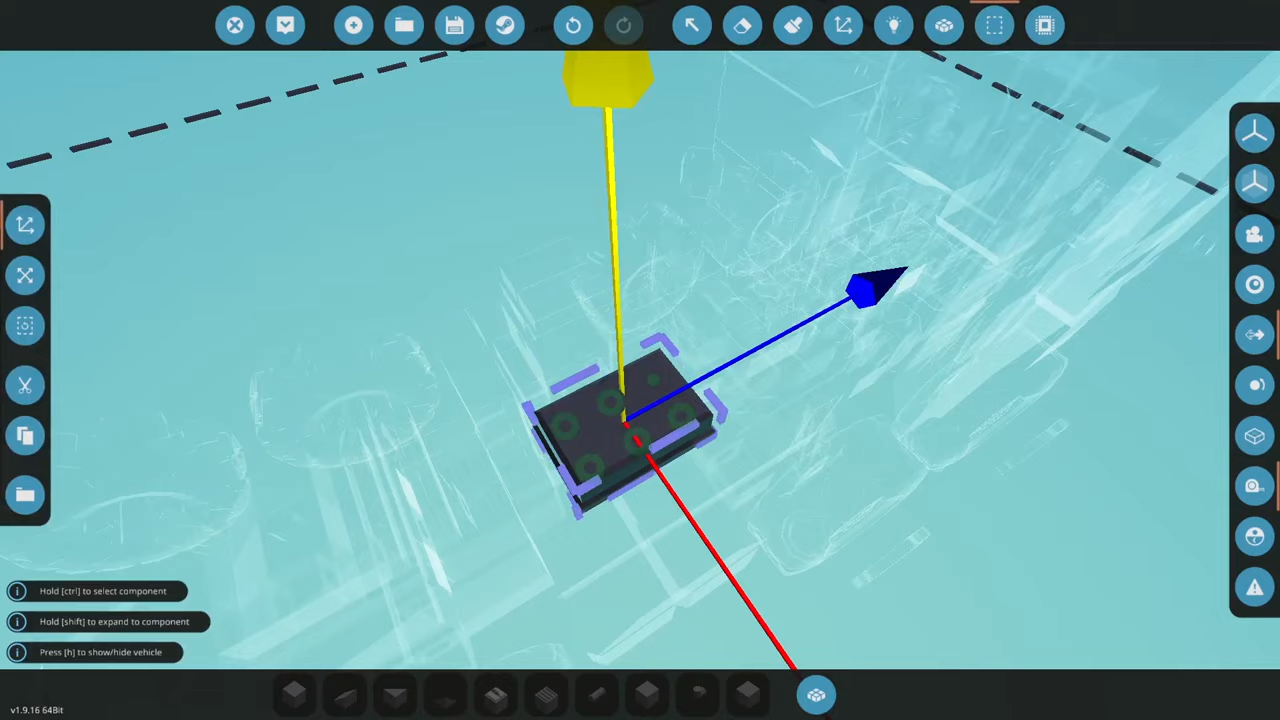 Hold [ctrl] to select component
Hold [shift] to expand to component
Press [h] to show/hide vehicle
v1.9.16 64Bit